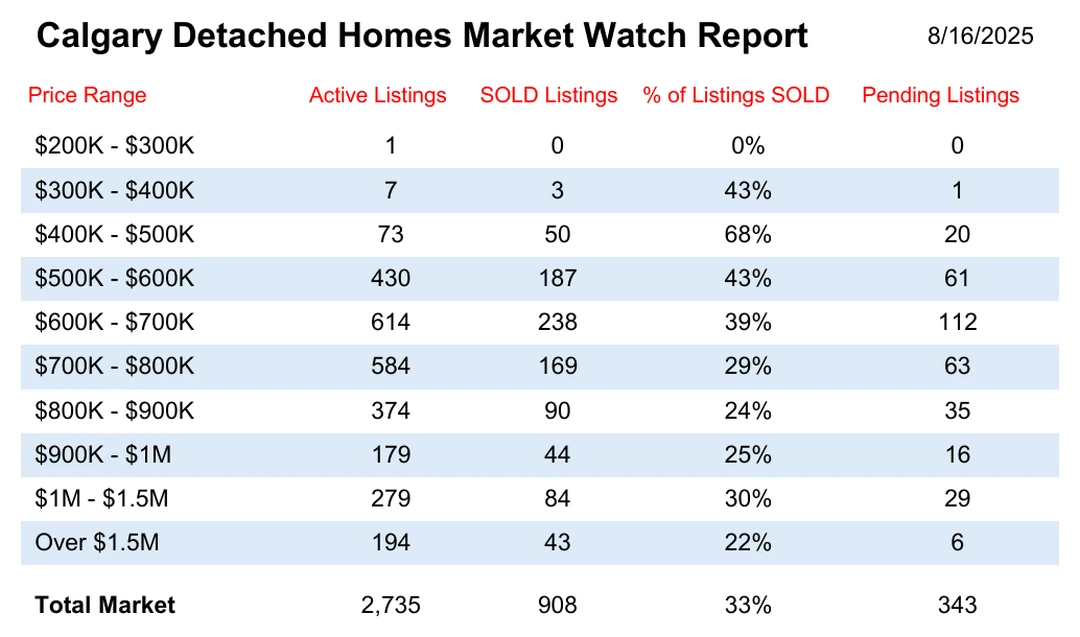 Calgary Detached Homes Market Watch Report 8/16/2025
Price Range Active Listings SOLD Listings % of Listings SOLD Pending Listings
$200K - $300K 1 0 0% 0
$300K - $400K 7 3 43% 1
$400K - $500K 73 50 68% 20
$500K - $600K 430 187 43% 61
$600K - $700K 614 238 39% 112
$700K - $800K 584 169 29% 63
$800K - $900K 374 90 24% 35
$900K - $1M 179 44 25% 16
$1M - $1.5M 279 84 30% 29
Over $1.5M 194 43 22% 6
Total Market 2,735 908 33% 343